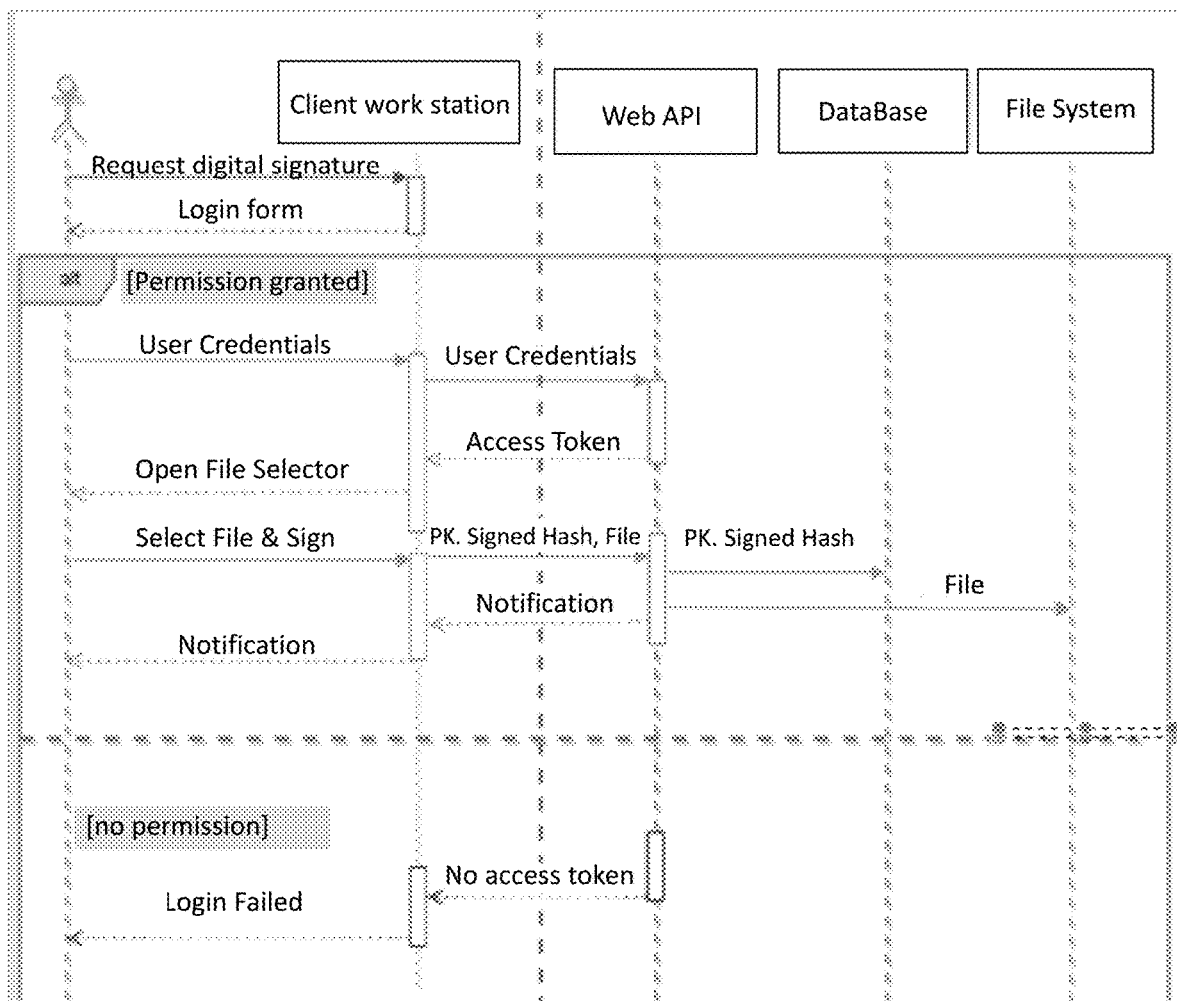 Client work station
Web API
DataBase
File System
Request digital signature
Login form
[Permission granted]
User Credentials
User Credentials
Access Token
Open File Selector
Select File & Sign
PK. Signed Hash, File
PK. Signed Hash
File
Notification
Notification
[no permission]
No access token
Login Failed